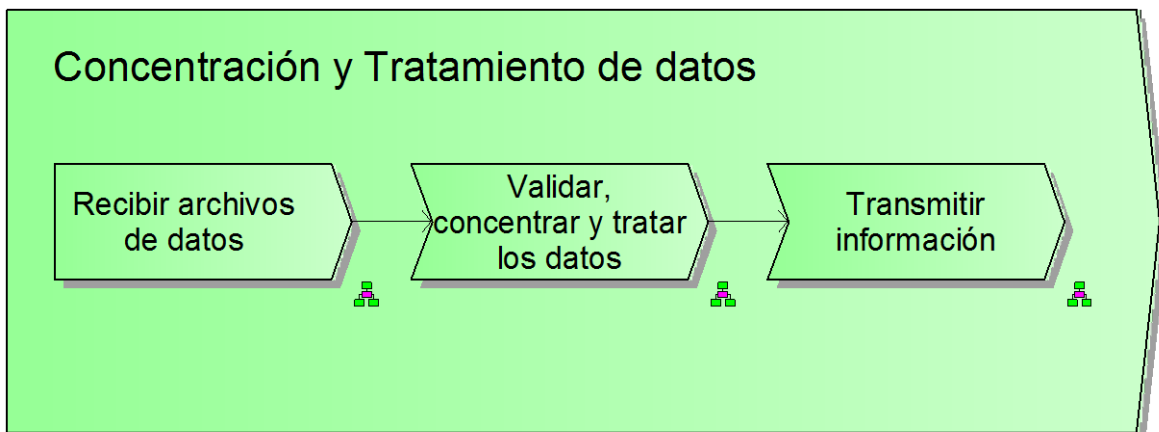 Concentración y Tratamiento de datos
Recibir archivos
de datos
Validar,
concentrar y tratar
los datos
Transmitir
información